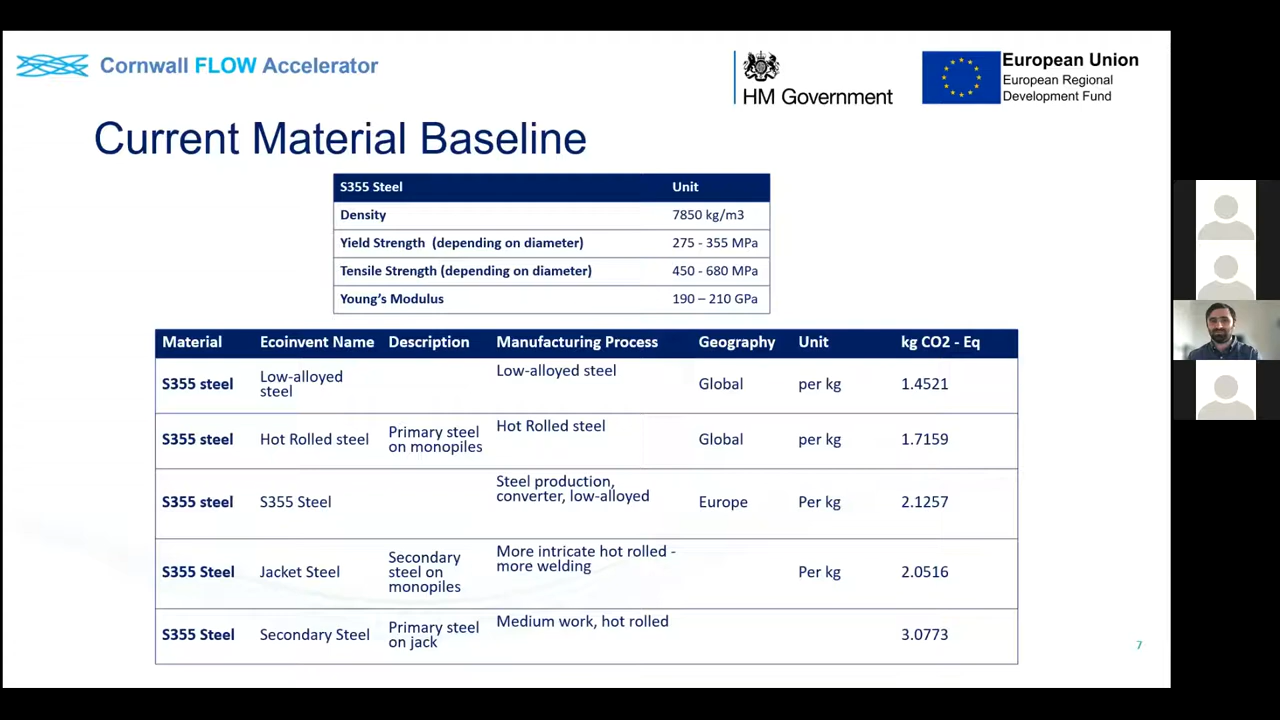 Cornwall FLOW Accelerator
HM Government
European Union
European Regional
Development Fund
Current Material Baseline
S355 Steel Unit
Density 7850 kg/m3
Yield Strength (depending on diameter) 275 - 355 MPa
Tensile Strength (depending on diameter) 450 - 680 MPa
Young's Modulus 190 – 210 GPa
Material Ecoinvent Name Description Manufacturing Process Geography Unit kg CO2 - Eq
S355 steel Low-alloyed
steel Low-alloyed steel Global per kg 1.4521
S355 steel Hot Rolled steel Primary steel
on monopiles Hot Rolled steel Global per kg 1.7159
S355 steel S355 Steel Steel production,
converter, low-alloyed Europe Per kg 2.1257
S355 Steel Jacket Steel Secondary
steel on
monopiles More intricate hot rolled -
more welding Per kg 2.0516
S355 Steel Secondary Steel Primary steel
on jack Medium work, hot rolled 3.0773
7